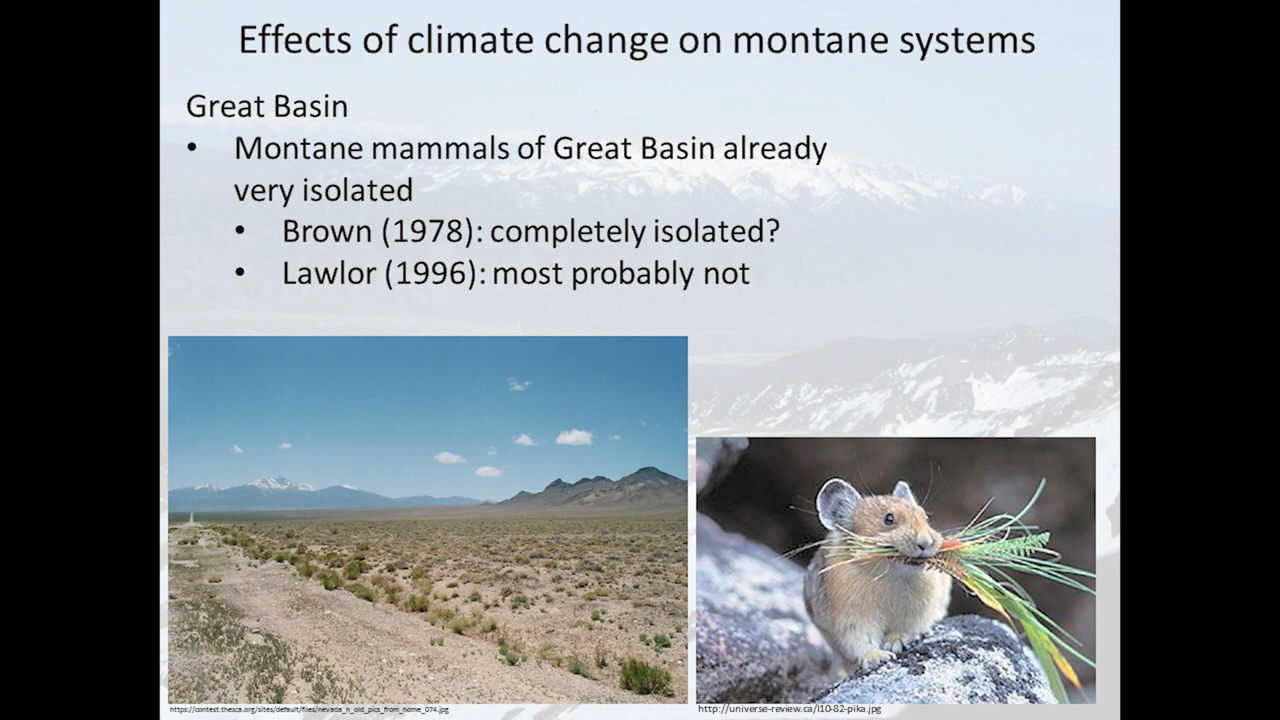 Effects of climate change on montane systems
Great Basin
• Montane mammals of Great Basin already
very isolated
• Brown (1978): completely isolated?
• Lawlor (1996): most probably not
https://contest.thesca.org/sites/default/files/nevada_n_old_pics_from_home_074.jpg
http://universe-review.ca/I10-82-pika.jpg